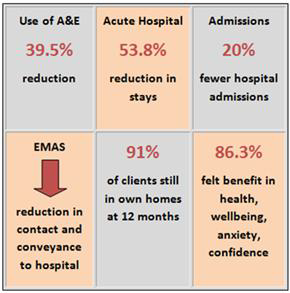 Use of A&E
39.5%
reduction
Acute Hospital
53.8%
reduction in
stays
Admissions
20%
fewer hospital
admissions
EMAS
reduction in
contact and
conveyance
to hospital
91%
of clients still
in own homes
at 12 months
86.3%
felt benefit in
health,
wellbeing,
anxiety,
confidence